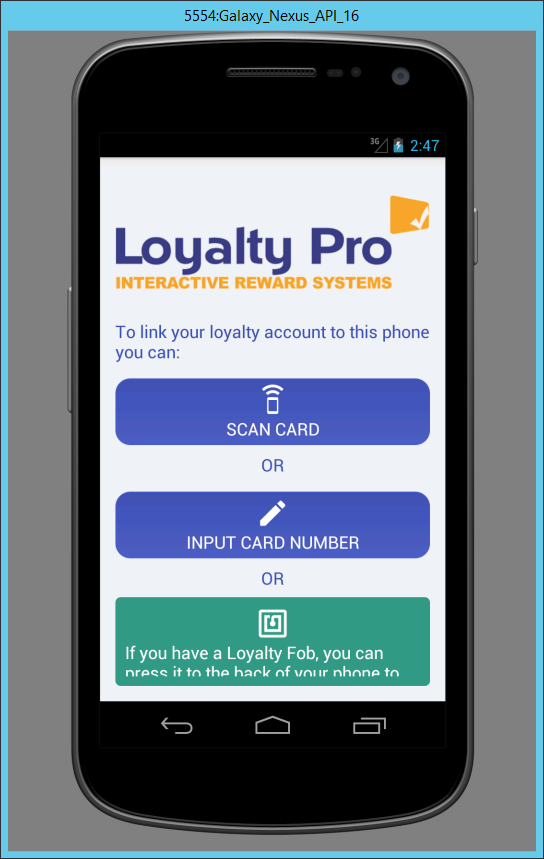 5554:Galaxy_Nexus_API_16
3G 2:47
Loyalty Pro
INTERACTIVE REWARD SYSTEMS
To link your loyalty account to this phone
you can:
SCAN CARD
OR
INPUT CARD NUMBER
OR
If you have a Loyalty Fob, you can
press it to the back of your phone to